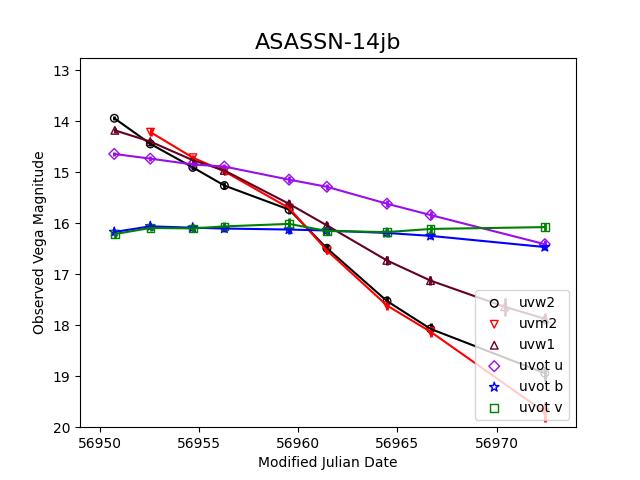 ASASSN-14jb
Observed Vega Magnitude
13
14
15
16
17
18
19
20
56950
56955
56960
56965
56970
Modified Julian Date
uvw2
uvm2
uvw1
uvot u
uvot b
uvot v